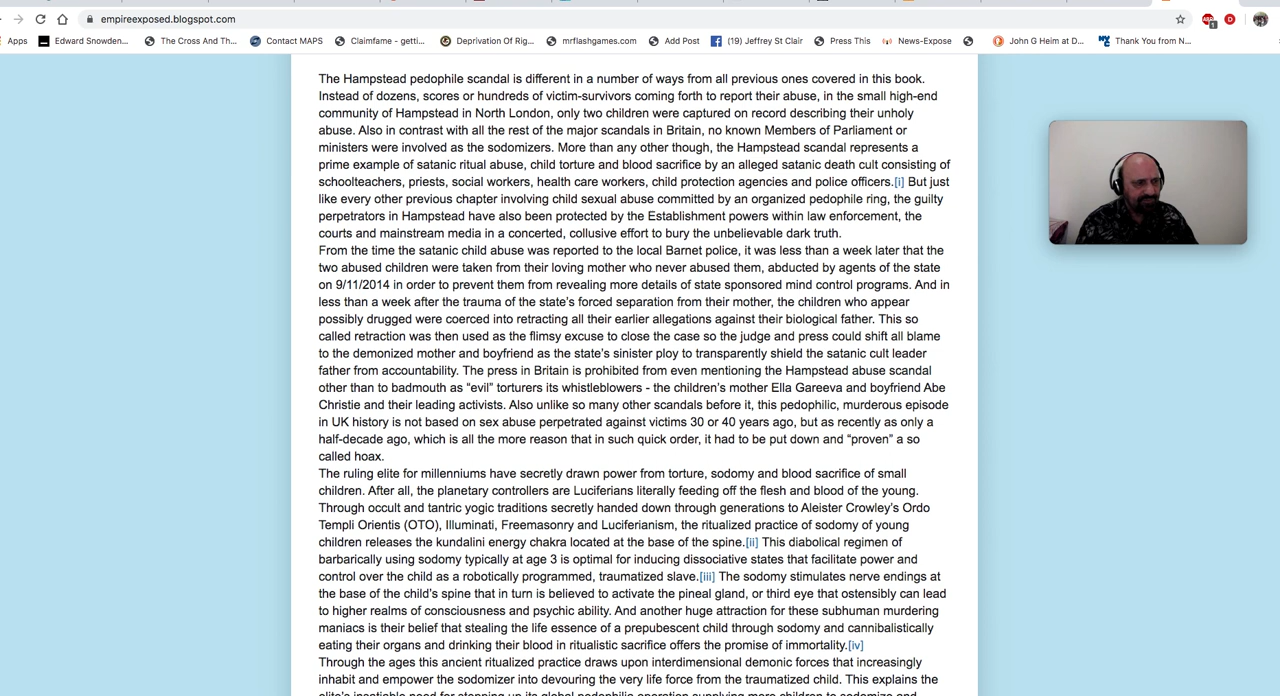 empireexposed.blogspot.com
Apps Edward Snowden... The Cross And Th... Contact MAPS Claimfame - getti... Deprivation Of Rig... mrflashgames.com Add Post (19) Jeffrey St Clair Press This News-Expose John G Heim at D... Thank You from N...
The Hampstead pedophile scandal is different in a number of ways from all previous ones covered in this book.
Instead of dozens, scores or hundreds of victim-survivors coming forth to report their abuse, in the small high-end
community of Hampstead in North London, only two children were captured on record describing their unholy
abuse. Also in contrast with all the rest of the major scandals in Britain, no known Members of Parliament or
ministers were involved as the sodomizers. More than any other though, the Hampstead scandal represents a
prime example of satanic ritual abuse, child torture and blood sacrifice by an alleged satanic death cult consisting of
schoolteachers, priests, social workers, health care workers, child protection agencies and police officers.[i] But just
like every other previous chapter involving child sexual abuse committed by an organized pedophile ring, the guilty
perpetrators in Hampstead have also been protected by the Establishment powers within law enforcement, the
courts and mainstream media in a concerted, collusive effort to bury the unbelievable dark truth.
From the time the satanic child abuse was reported to the local Barnet police, it was less than a week later that the
two abused children were taken from their loving mother who never abused them, abducted by agents of the state
on 9/11/2014 in order to prevent them from revealing more details of state sponsored mind control programs. And in
less than a week after the trauma of the state's forced separation from their mother, the children who appear
possibly drugged were coerced into retracting all their earlier allegations against their biological father. This so
called retraction was then used as the flimsy excuse to close the case so the judge and press could shift all blame
to the demonized mother and boyfriend as the state's sinister ploy to transparently shield the satanic cult leader
father from accountability. The press in Britain is prohibited from even mentioning the Hampstead abuse scandal
other than to badmouth as “evil” torturers its whistleblowers - the children's mother Ella Gareeva and boyfriend Abe
Christie and their leading activists. Also unlike so many other scandals before it, this pedophilic, murderous episode
in UK history is not based on sex abuse perpetrated against victims 30 or 40 years ago, but as recently as only a
half-decade ago, which is all the more reason that in such quick order, it had to be put down and “proven” a so
called hoax.
The ruling elite for millenniums have secretly drawn power from torture, sodomy and blood sacrifice of small
children. After all, the planetary controllers are Luciferians literally feeding off the flesh and blood of the young.
Through occult and tantric yogic traditions secretly handed down through generations to Aleister Crowley's Ordo
Templi Orientis (OTO), Illuminati, Freemasonry and Luciferianism, the ritualized practice of sodomy of young
children releases the kundalini energy chakra located at the base of the spine.[ii] This diabolical regimen of
barbarically using sodomy typically at age 3 is optimal for inducing dissociative states that facilitate power and
control over the child as a robotically programmed, traumatized slave.[iii] The sodomy stimulates nerve endings at
the base of the child's spine that in turn is believed to activate the pineal gland, or third eye that ostensibly can lead
to higher realms of consciousness and psychic ability. And another huge attraction for these subhuman murdering
maniacs is their belief that stealing the life essence of a prepubescent child through sodomy and cannibalistically
eating their organs and drinking their blood in ritualistic sacrifice offers the promise of immortality.[iv]
Through the ages this ancient ritualized practice draws upon interdimensional demonic forces that increasingly
inhabit and empower the sodomizer into devouring the very life force from the traumatized child. This explains the